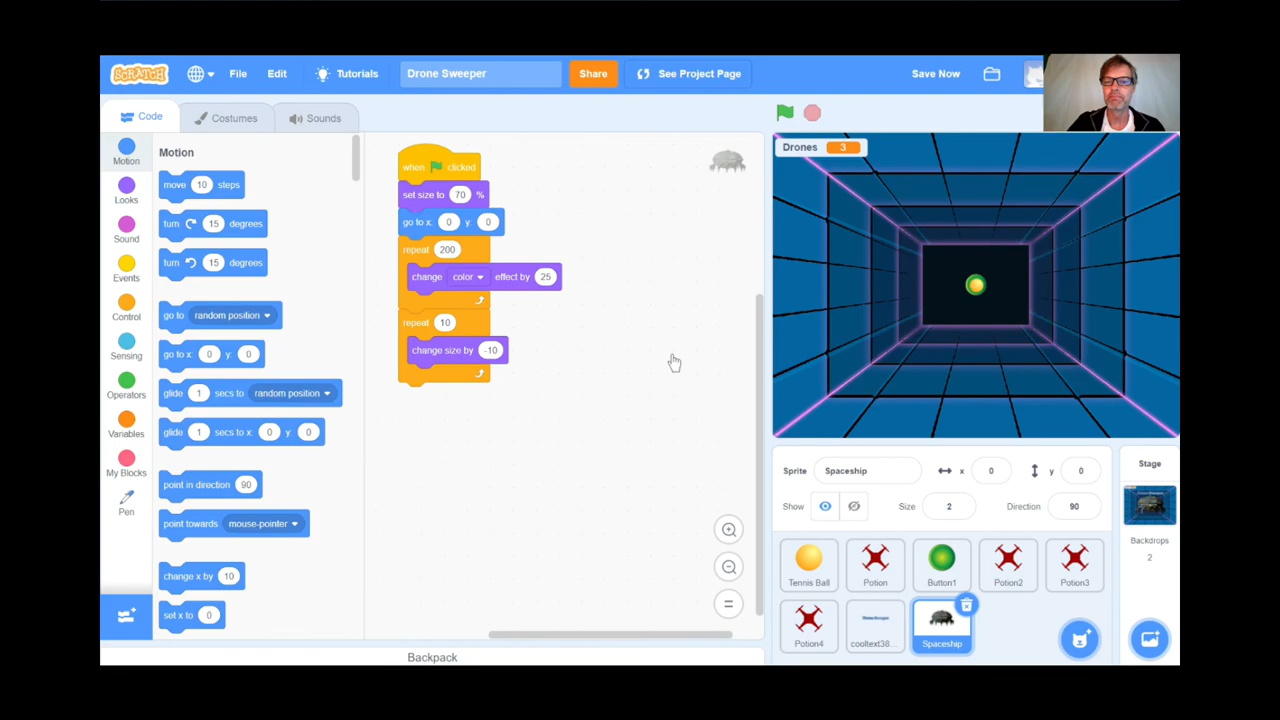 SCRATCH File Edit Tutorials Drone Sweeper Share See Project Page Save Now
Code Costumes Sounds
Motion
Looks
Sound
Events
Control
Sensing
Operators
Variables
My Blocks
Pen
Motion
move 10 steps
turn 15 degrees
turn 15 degrees
go to random position
go to x: 0 y: 0
glide 1 secs to random position
glide 1 secs to x: 0 y: 0
point in direction 90
point towards mouse-pointer
change x by 10
set x to 0
when clicked
set size to 70 %
go to x: 0 y: 0
repeat 200
change color effect by 25
repeat 10
change size by -10
Backpack
Drones 3
Sprite Spaceship x 0 y 0
Show Size 2 Direction 90
Tennis Ball Potion Button1 Potion2 Potion3
Potion4 cooltext38... Spaceship
Stage
Backdrops
2